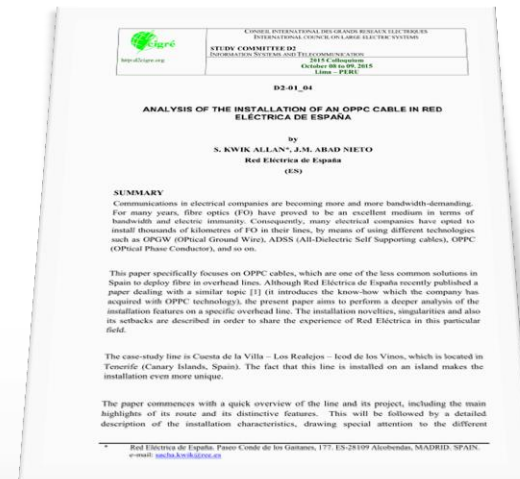 CONSEIL INTERNATIONAL DES GRANDS RESEAUX ELECTRIQUES
INTERNATIONAL COUNCIL ON LARGE ELECTRIC SYSTEMS
cigré
http:d2cigre.org
STUDY COMMITTEE D2
INFORMATION SYSTEMS AND TELECOMMUNICATION
2015 Colloquium
October 08 to 09, 2015
Lima – PERU
D2-01_04
ANALYSIS OF THE INSTALLATION OF AN OPPC CABLE IN RED
ELÉCTRICA DE ESPAÑA
by
S. KWIK ALLAN*, J.M. ABAD NIETO
Red Eléctrica de España
(ES)
SUMMARY
Communications in electrical companies are becoming more and more bandwidth-demanding.
For many years, fibre optics (FO) have proved to be an excellent medium in terms of
bandwidth and electric immunity. Consequently, many electrical companies have opted to
install thousands of kilometres of FO in their lines, by means of using different technologies
such as OPGW (OPtical Ground Wire), ADSS (All-Dielectric Self Supporting cables), OPPC
(OPtical Phase Conductor), and so on.
This paper specifically focuses on OPPC cables, which are one of the less common solutions in
Spain to deploy fibre in overhead lines. Although Red Eléctrica de España recently published a
paper dealing with a similar topic [1] (it introduces the know-how which the company has
acquired with OPPC technology), the present paper aims to perform a deeper analysis of the
installation features on a specific overhead line. The installation novelties, singularities and also
its setbacks are described in order to share the experience of Red Eléctrica in this particular
field.
The case-study line is Cuesta de la Villa – Los Realejos – Icod de los Vinos, which is located in
Tenerife (Canary Islands, Spain). The fact that this line is installed on an island makes the
installation even more unique.
The paper commences with a quick overview of the line and its project, including the main
highlights of its route and its distinctive features. This will be followed by a detailed
description of the installation characteristics, drawing special attention to the different
* Red Eléctrica de España. Paseo Conde de los Gaitanes, 177. ES-28109 Alcobendas, MADRID. SPAIN.
e-mail: sacha.kwik@ree.es